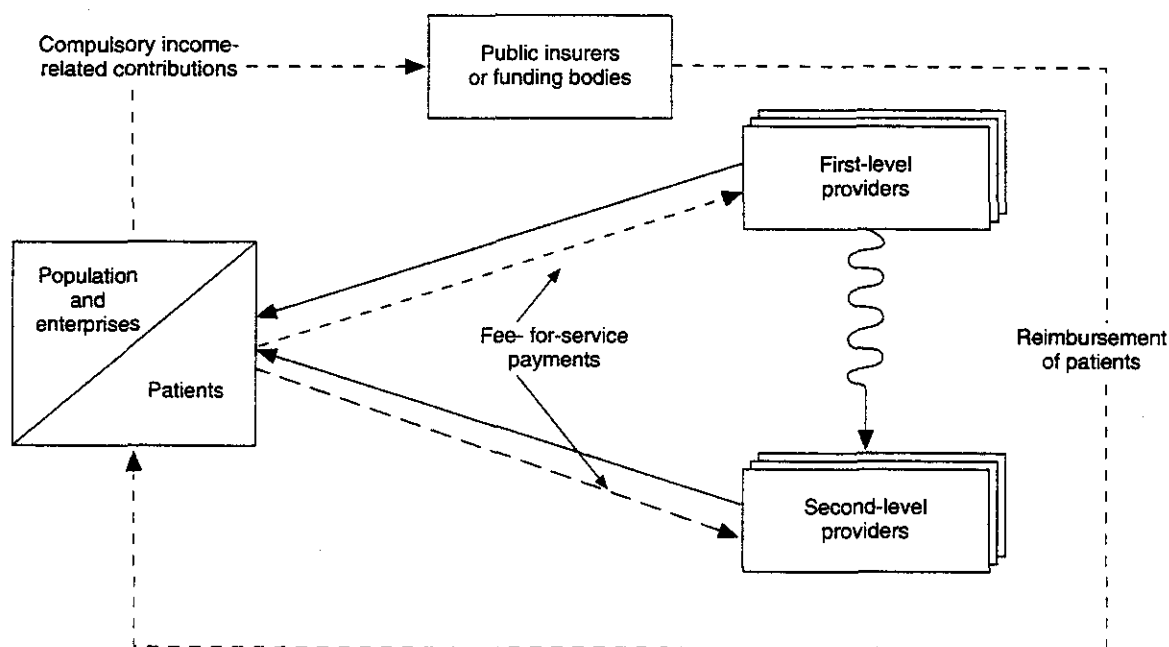 Compulsory income-
related contributions
Public insurers
or funding bodies
First-level
providers
Population
and
enterprises
Patients
Fee- for-service
payments
Reimbursement
of patients
Second-level
providers